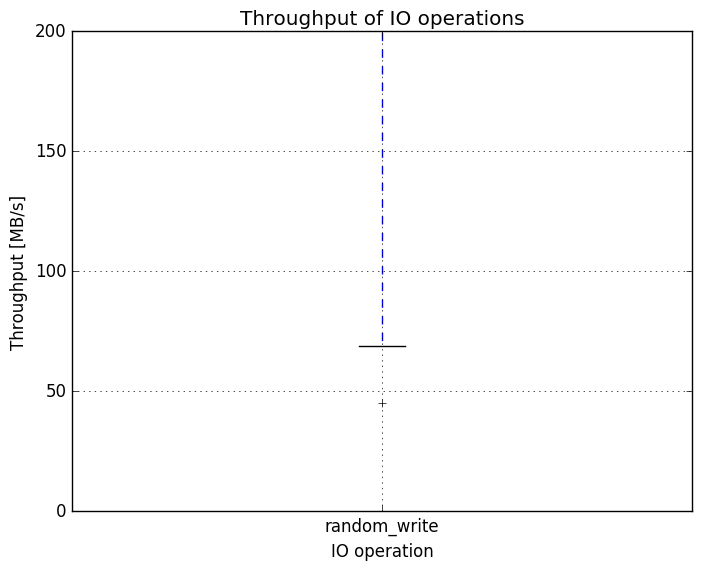 Throughput of IO operations
200
150
100
50
0
Throughput [MB/s]
random_write
IO operation